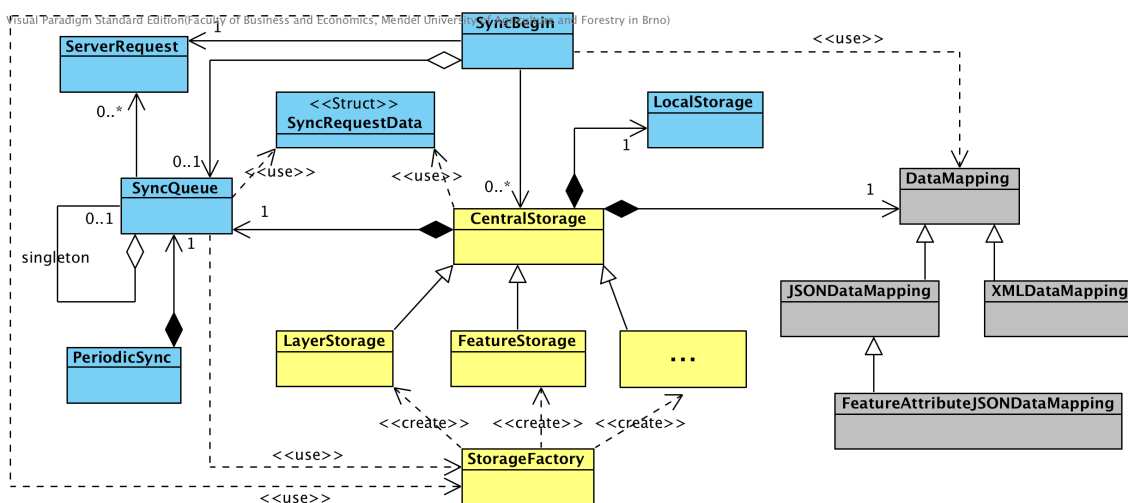 Visual Paradigm Standard Edition(Faculty of Business and Economics, Mendel University of Agriculture and Forestry in Brno)
SyncBegin
1
ServerRequest
<<use>>
0..*
<<Struct>>
SyncRequestData
LocalStorage
1
0..1
<<use>>
<<use>>
SyncQueue
0..*
1
DataMapping
0..1
1
CentralStorage
1
singleton
JSONDataMapping
XMLDataMapping
PeriodicSync
LayerStorage
FeatureStorage
...
FeatureAttributeJSONDataMapping
<<create>>
<<create>>
<<create>>
<<use>>
StorageFactory
<<use>>